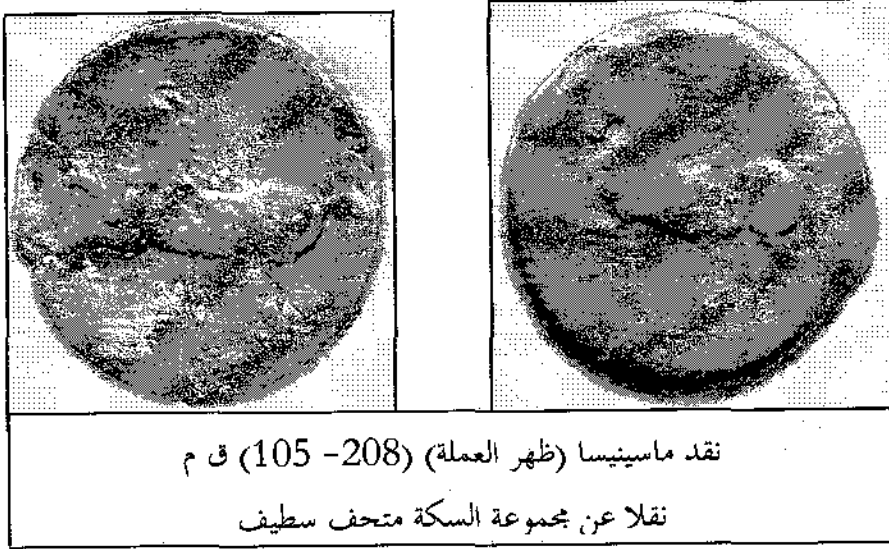 نقد ماسينيسا (ظهر العملة) (208- 105) ق م
نقلا عن مجموعة السكة متحف سطيف